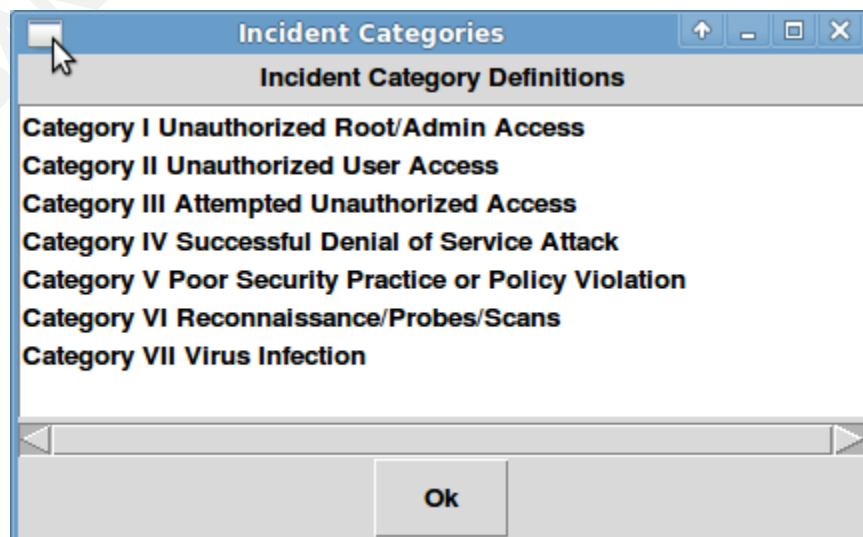 Incident Categories
Incident Category Definitions
Category I Unauthorized Root/Admin Access
Category II Unauthorized User Access
Category III Attempted Unauthorized Access
Category IV Successful Denial of Service Attack
Category V Poor Security Practice or Policy Violation
Category VI Reconnaissance/Probes/Scans
Category VII Virus Infection
Ok